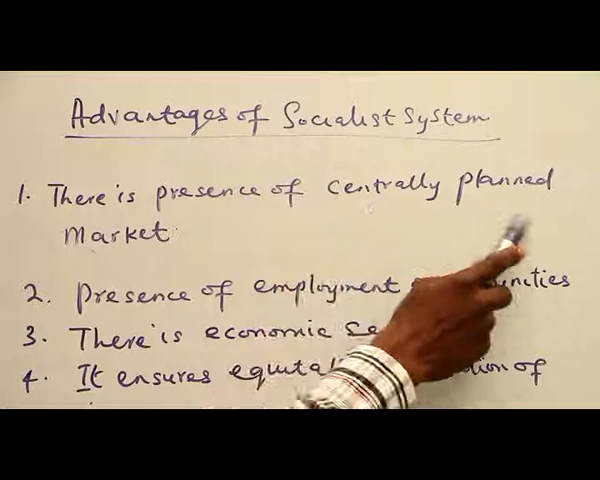 Advantages of Socialist System
1. There is presence of centrally planned
market
2. presence of employment
3. There is economic
4. It ensures of